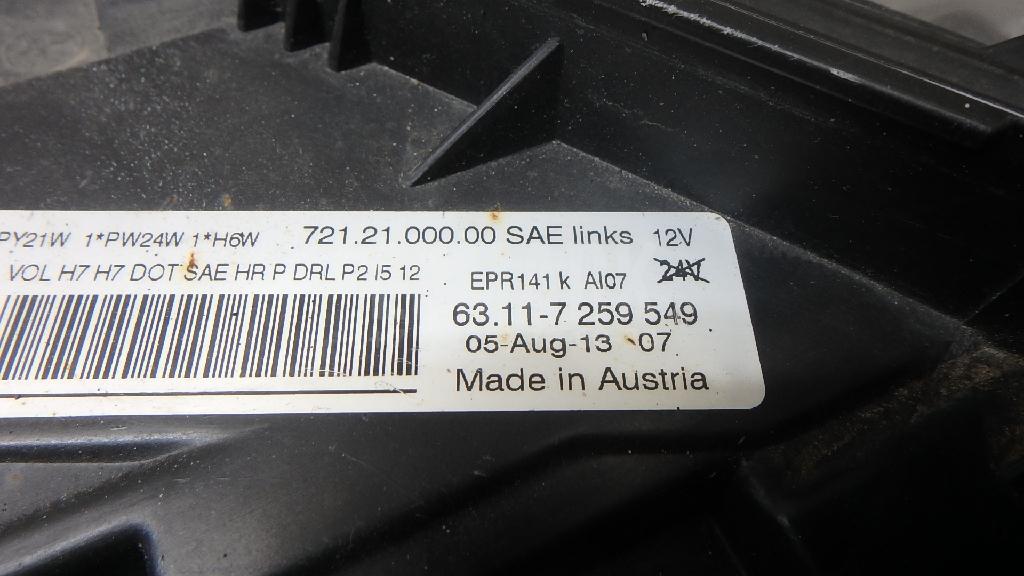 PY21W 1*PW24W 1*H6W 721.21.000.00 SAE links 12V
VOL H7 H7 DOT SAE HR P DRL P2 I5 12
EPR141 k AI07 24V
63.11-7 259 549
05-Aug-13 07
Made in Austria